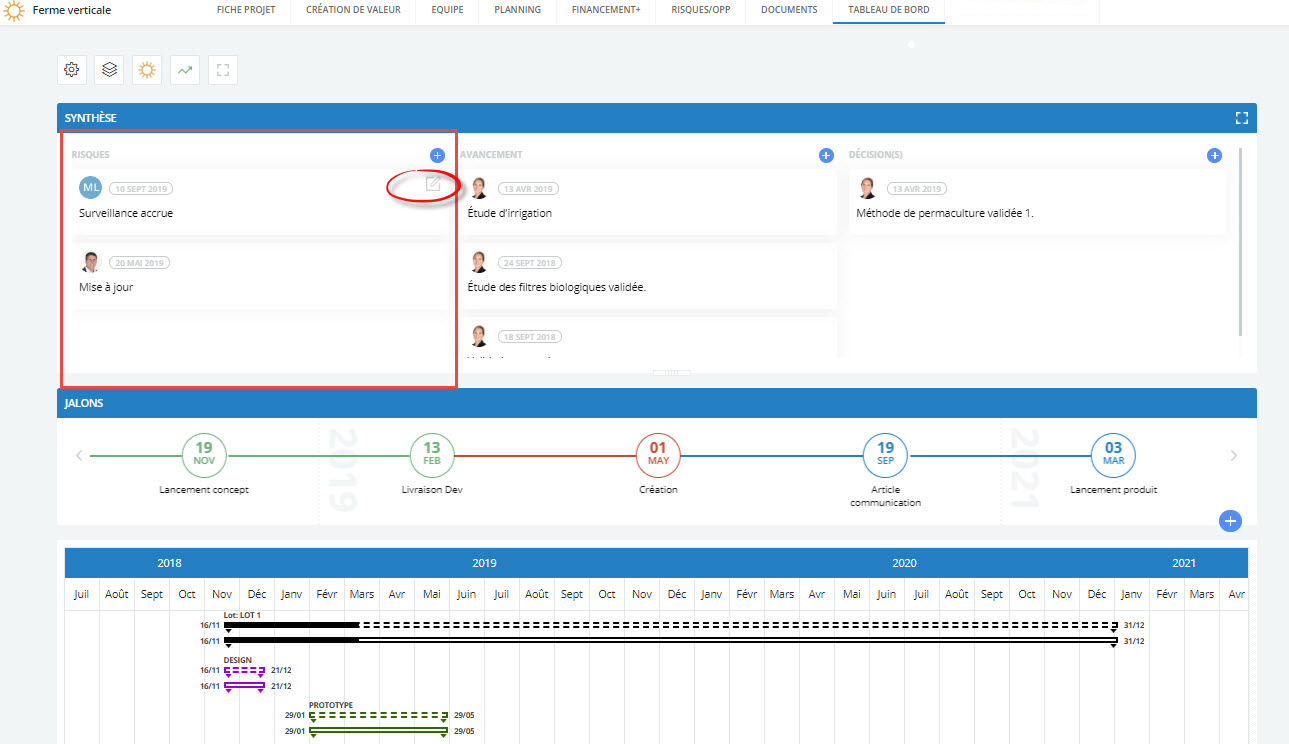 Ferme verticale
FICHE PROJET CRÉATION DE VALEUR EQUIPE PLANNING FINANCEMENT+ RISQUES/OPP DOCUMENTS TABLEAU DE BORD
SYNTHÈSE
RISQUES AVANCEMENT DÉCISION(S)
ML 10 SEPT 2019 13 AVR 2019 13 AVR 2019
Surveillance accrue Étude d'irrigation Méthode de permaculture validée 1.
20 MAI 2019 24 SEPT 2018
Mise à jour Étude des filtres biologiques validée.
18 SEPT 2018
JALONS
2019 2021
19 13 01 19 03
NOV FEB MAY SEP MAR
Lancement concept Livraison Dev Création Article Lancement produit
communication
2018 2019 2020 2021
Juil Août Sept Oct Nov Déc Janv Févr Mars Avr Mai Juin Juil Août Sept Oct Nov Déc Janv Févr Mars Avr Mai Juin Juil Août Sept Oct Nov Déc Janv Févr Mars Avr
Lot: LOT 1
16/11 31/12
16/11 31/12
DESIGN
16/11 21/12
16/11 21/12
PROTOTYPE
29/01 29/05
29/01 29/05